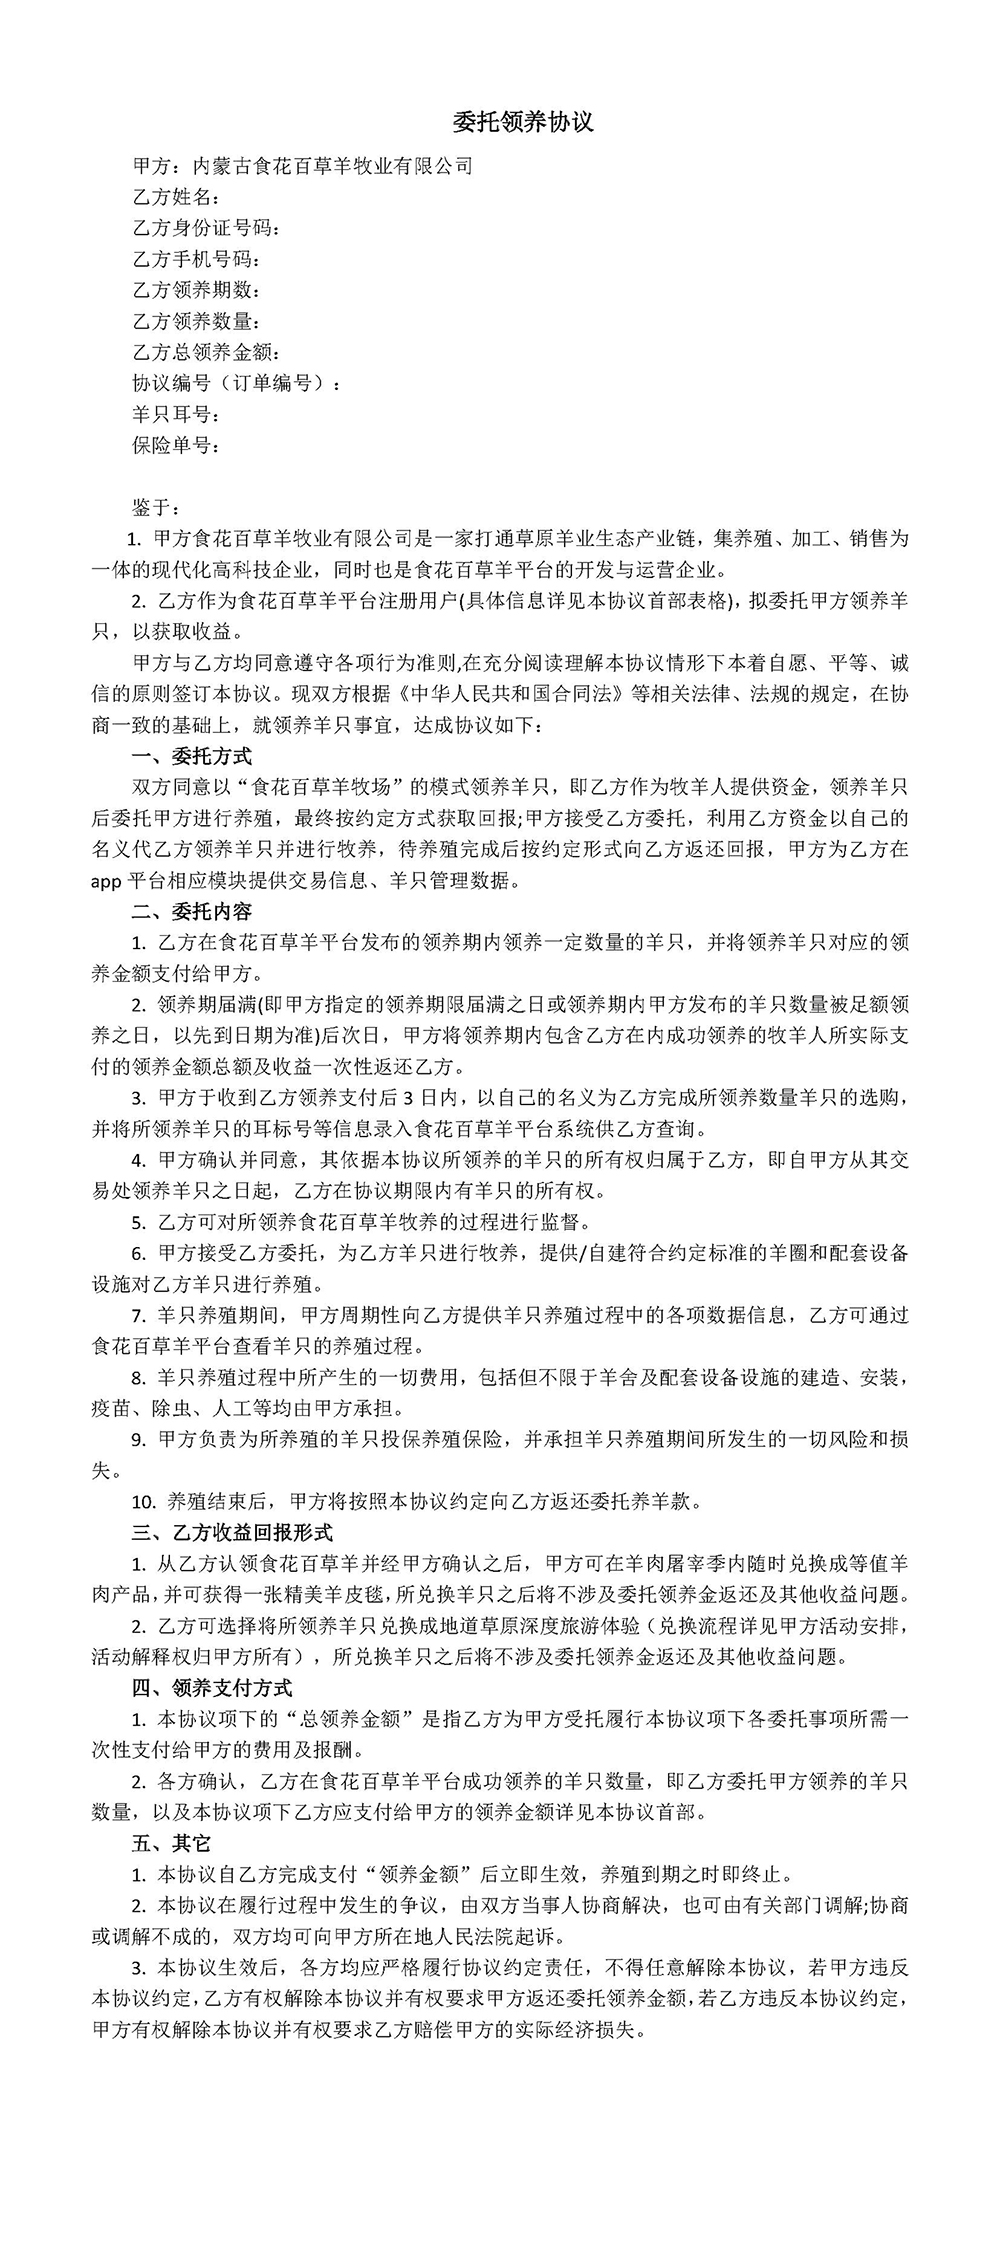 委托领养协议
甲方：内蒙古食花百草羊牧业有限公司
乙方姓名：
乙方身份证号码：
乙方手机号码：
乙方领养期数：
乙方领养数量：
乙方总领养金额：
协议编号（订单编号）：
羊只耳号：
保险单号：
鉴于：
1. 甲方食花百草羊牧业有限公司是一家打通草原羊业生态产业链，集养殖、加工、销售为
一体的现代化高科技企业，同时也是食花百草羊平台的开发与运营企业。
2. 乙方作为食花百草羊平台注册用户(具体信息详见本协议首部表格)，拟委托甲方领养羊
只，以获取收益。
甲方与乙方均同意遵守各项行为准则,在充分阅读理解本协议情形下本着自愿、平等、诚
信的原则签订本协议。现双方根据《中华人民共和国合同法》等相关法律、法规的规定，在协
商一致的基础上，就领养羊只事宜，达成协议如下：
一、委托方式
双方同意以“食花百草羊牧场”的模式领养羊只，即乙方作为牧羊人提供资金，领养羊只
后委托甲方进行养殖，最终按约定方式获取回报;甲方接受乙方委托，利用乙方资金以自己的
名义代乙方领养羊只并进行牧养，待养殖完成后按约定形式向乙方返还回报，甲方为乙方在
app 平台相应模块提供交易信息、羊只管理数据。
二、委托内容
1. 乙方在食花百草羊平台发布的领养期内领养一定数量的羊只，并将领养羊只对应的领
养金额支付给甲方。
2. 领养期届满(即甲方指定的领养期限届满之日或领养期内甲方发布的羊只数量被足额领
养之日，以先到日期为准)后次日，甲方将领养期内包含乙方在内成功领养的牧羊人所实际支
付的领养金额总额及收益一次性返还乙方。
3. 甲方于收到乙方领养支付后 3 日内，以自己的名义为乙方完成所领养数量羊只的选购，
并将所领养羊只的耳标号等信息录入食花百草羊平台系统供乙方查询。
4. 甲方确认并同意，其依据本协议所领养的羊只的所有权归属于乙方，即自甲方从其交
易处领养羊只之日起，乙方在协议期限内有羊只的所有权。
5. 乙方可对所领养食花百草羊牧养的过程进行监督。
6. 甲方接受乙方委托，为乙方羊只进行牧养，提供/自建符合约定标准的羊圈和配套设备
设施对乙方羊只进行养殖。
7. 羊只养殖期间，甲方周期性向乙方提供羊只养殖过程中的各项数据信息，乙方可通过
食花百草羊平台查看羊只的养殖过程。
8. 羊只养殖过程中所产生的一切费用，包括但不限于羊舍及配套设备设施的建造、安装，
疫苗、除虫、人工等均由甲方承担。
9. 甲方负责为所养殖的羊只投保养殖保险，并承担羊只养殖期间所发生的一切风险和损
失。
10. 养殖结束后，甲方将按照本协议约定向乙方返还委托养羊款。
三、乙方收益回报形式
1. 从乙方认领食花百草羊并经甲方确认之后，甲方可在羊肉屠宰季内随时兑换成等值羊
肉产品，并可获得一张精美羊皮毯，所兑换羊只之后将不涉及委托领养金返还及其他收益问题。
2. 乙方可选择将所领养羊只兑换成地道草原深度旅游体验（兑换流程详见甲方活动安排，
活动解释权归甲方所有），所兑换羊只之后将不涉及委托领养金返还及其他收益问题。
四、领养支付方式
1. 本协议项下的“总领养金额”是指乙方为甲方受托履行本协议项下各委托事项所需一
次性支付给甲方的费用及报酬。
2. 各方确认，乙方在食花百草羊平台成功领养的羊只数量，即乙方委托甲方领养的羊只
数量，以及本协议项下乙方应支付给甲方的领养金额详见本协议首部。
五、其它
1. 本协议自乙方完成支付“领养金额”后立即生效，养殖到期之时即终止。
2. 本协议在履行过程中发生的争议，由双方当事人协商解决，也可由有关部门调解;协商
或调解不成的，双方均可向甲方所在地人民法院起诉。
3. 本协议生效后，各方均应严格履行协议约定责任，不得任意解除本协议，若甲方违反
本协议约定，乙方有权解除本协议并有权要求甲方返还委托领养金额，若乙方违反本协议约定，
甲方有权解除本协议并有权要求乙方赔偿甲方的实际经济损失。